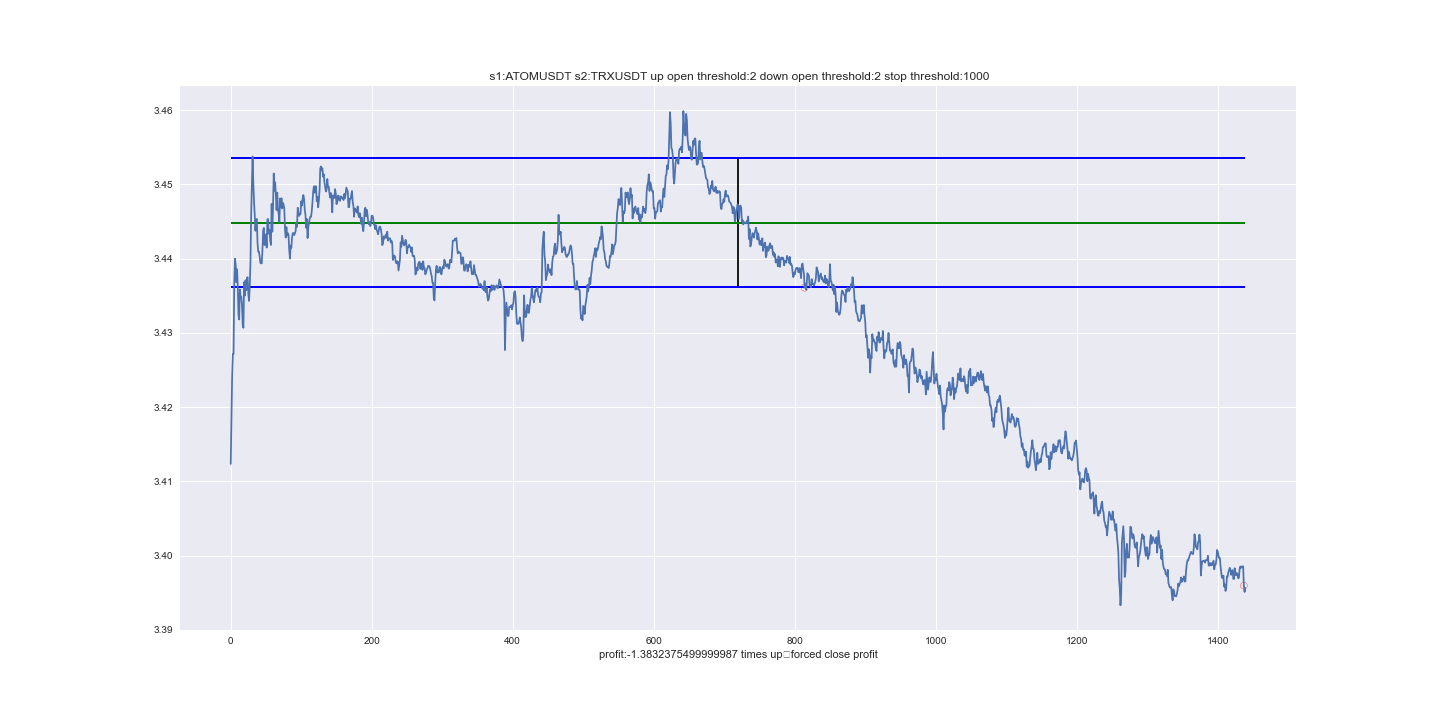 s1:ATOMUSDT s2:TRXUSDT up open threshold:2 down open threshold:2 stop threshold:1000
3.46
3.45
3.44
3.43
3.42
3.41
3.40
3.39
0 200 400 600 800 1000 1200 1400
profit:-1.3832375499999987 times up□forced close profit